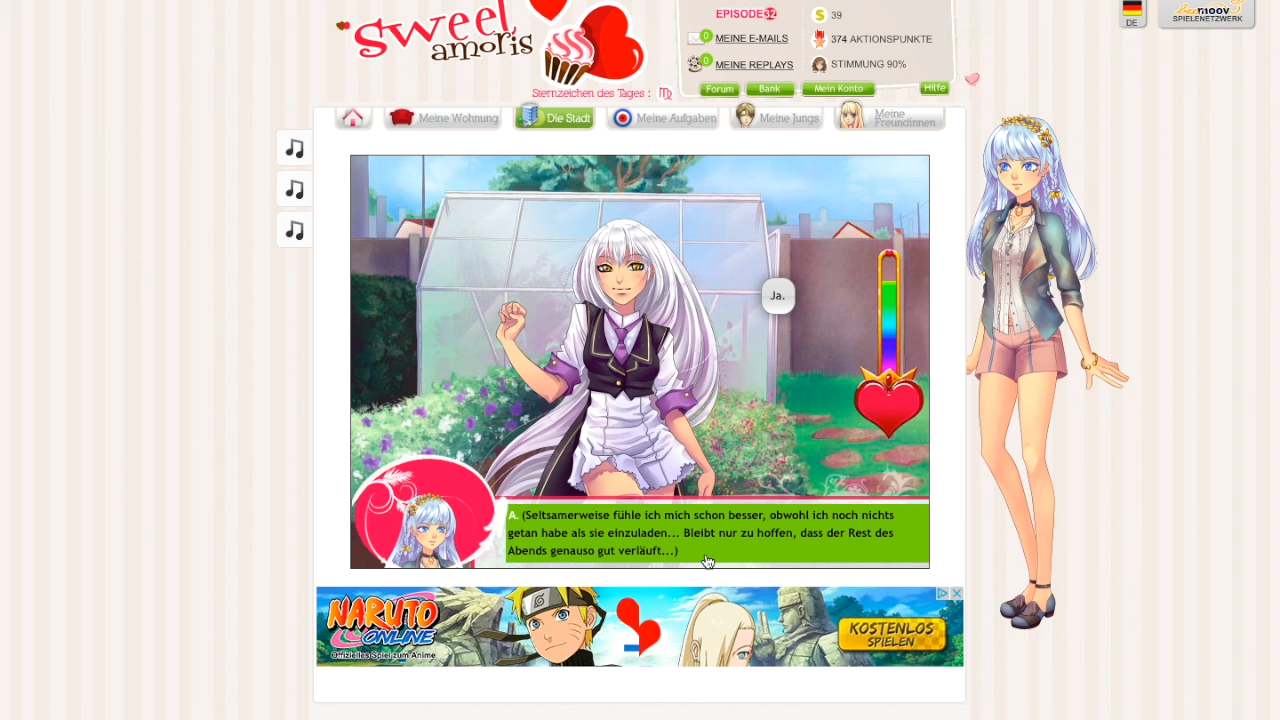 sweet
amoris
Sternzeichen des Tages :
EPISODE 32
0 MEINE E-MAILS
0 MEINE REPLAYS
39
374 AKTIONSPUNKTE
STIMMUNG 90%
Forum
Bank
Mein Konto
Hilfe
DE
beemoov
SPIELENETZWERK
Meine Wohnung
Die Stadt
Meine Aufgaben
Meine Jungs
Meine
Freundinnen
Ja.
A. (Seltsamerweise fühle ich mich schon besser, obwohl ich noch nichts
getan habe als sie einzuladen... Bleibt nur zu hoffen, dass der Rest des
Abends genauso gut verläuft...)
NARUTO
ONLINE
Offizielles Spiel zum Anime
KOSTENLOS
SPIELEN